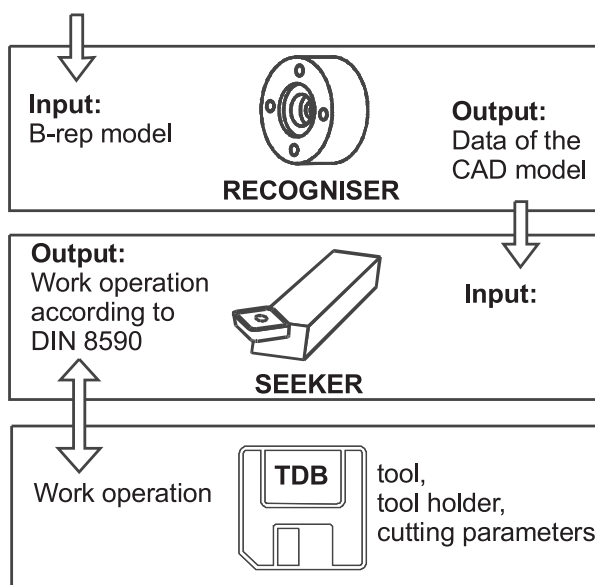 Input:
B-rep model
Output:
Data of the
CAD model
RECOGNISER
Output:
Work operation
according to
DIN 8590
Input:
SEEKER
Work operation
TDB
tool,
tool holder,
cutting parameters